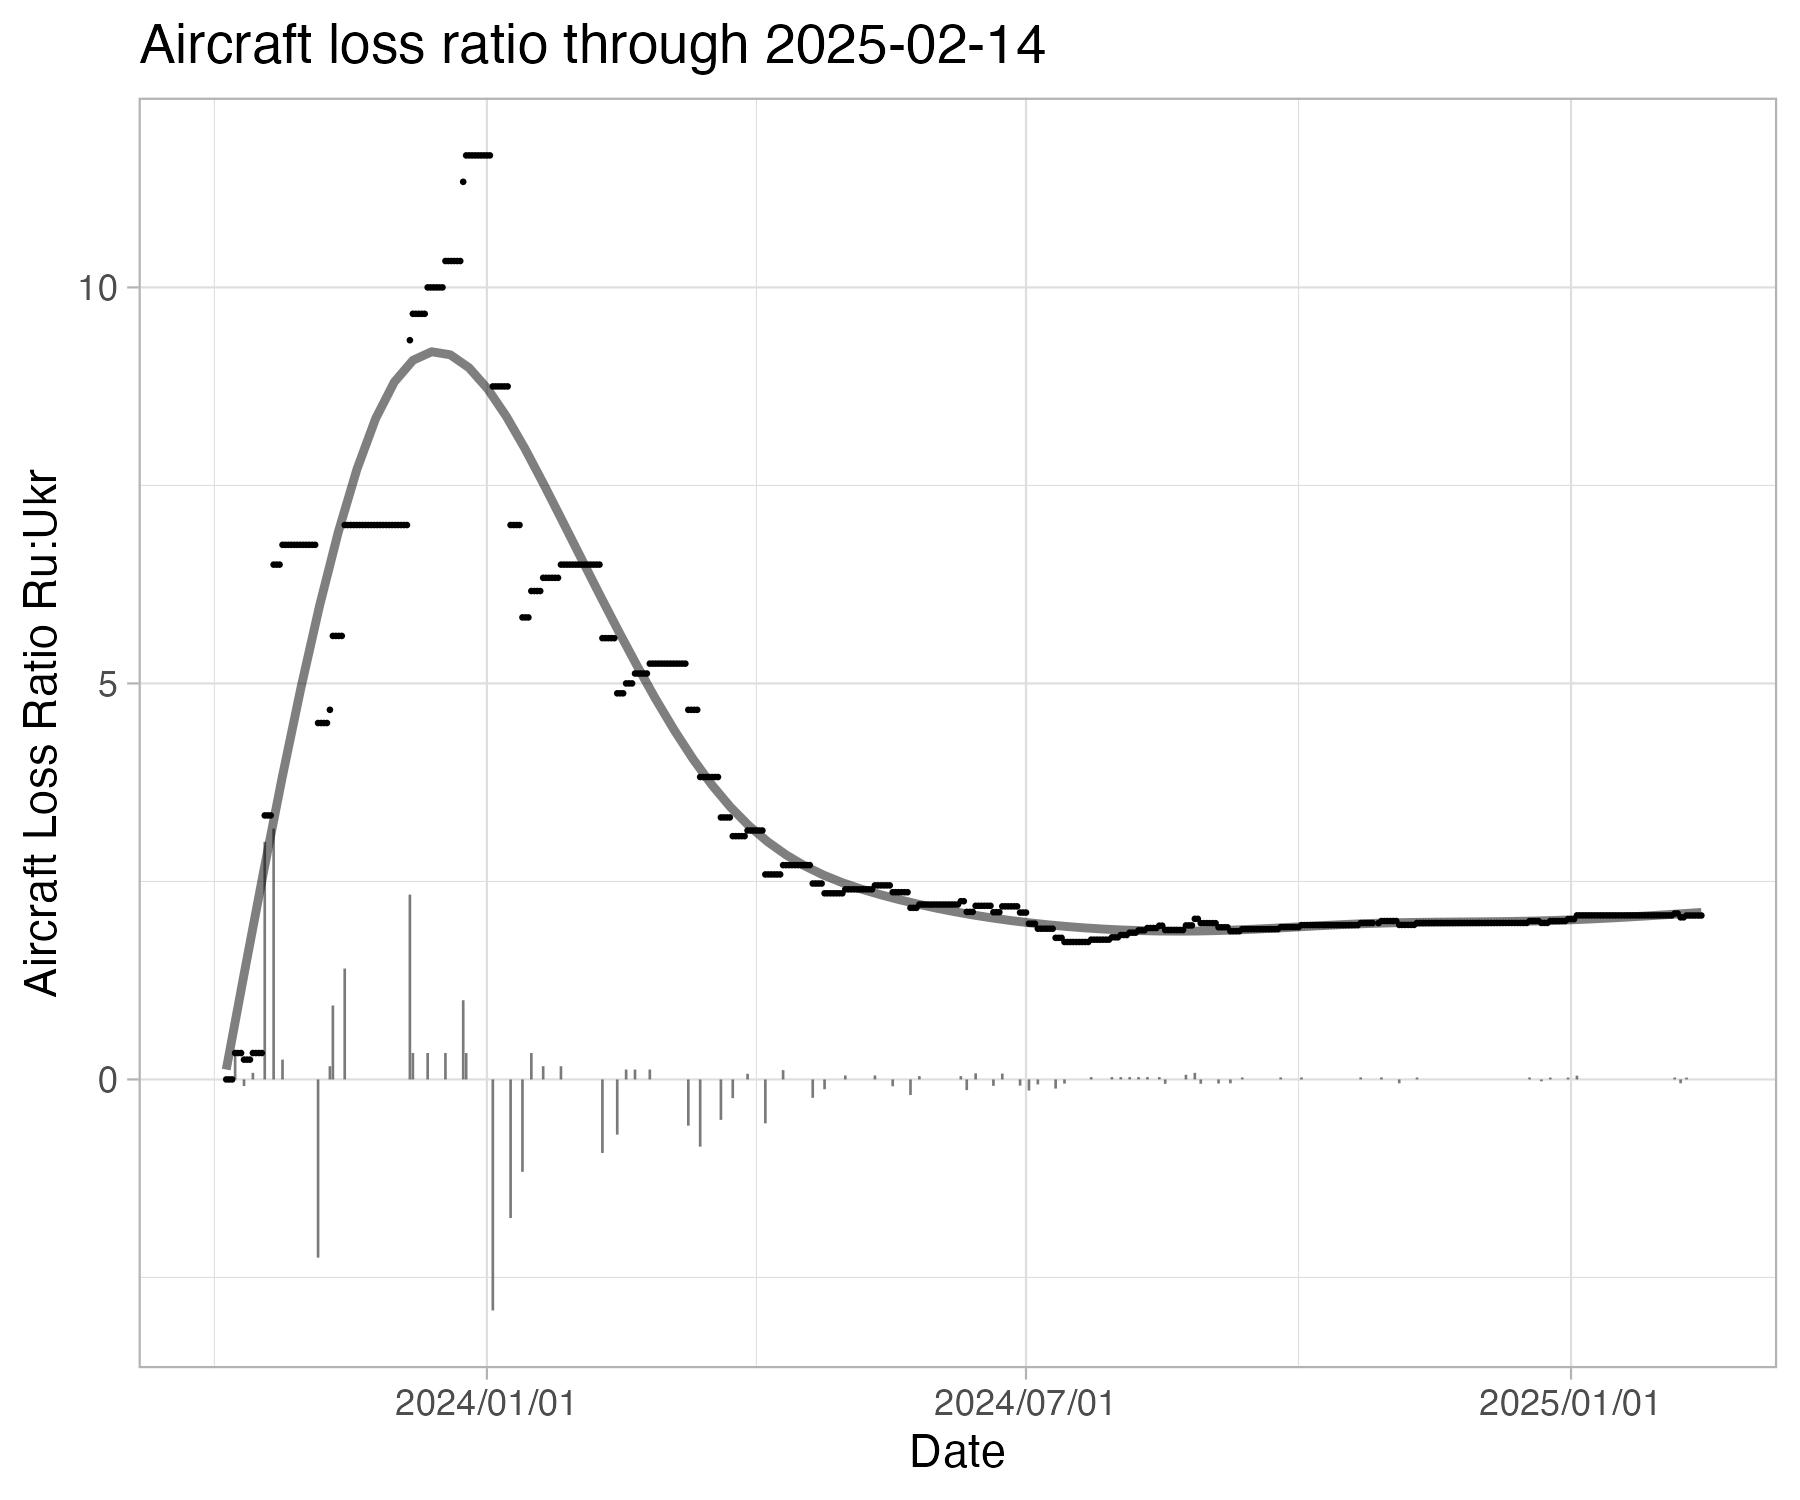 Aircraft loss ratio through 2025-02-14
Aircraft Loss Ratio Ru:Ukr
10
5
0
2024/01/01
2024/07/01
2025/01/01
Date